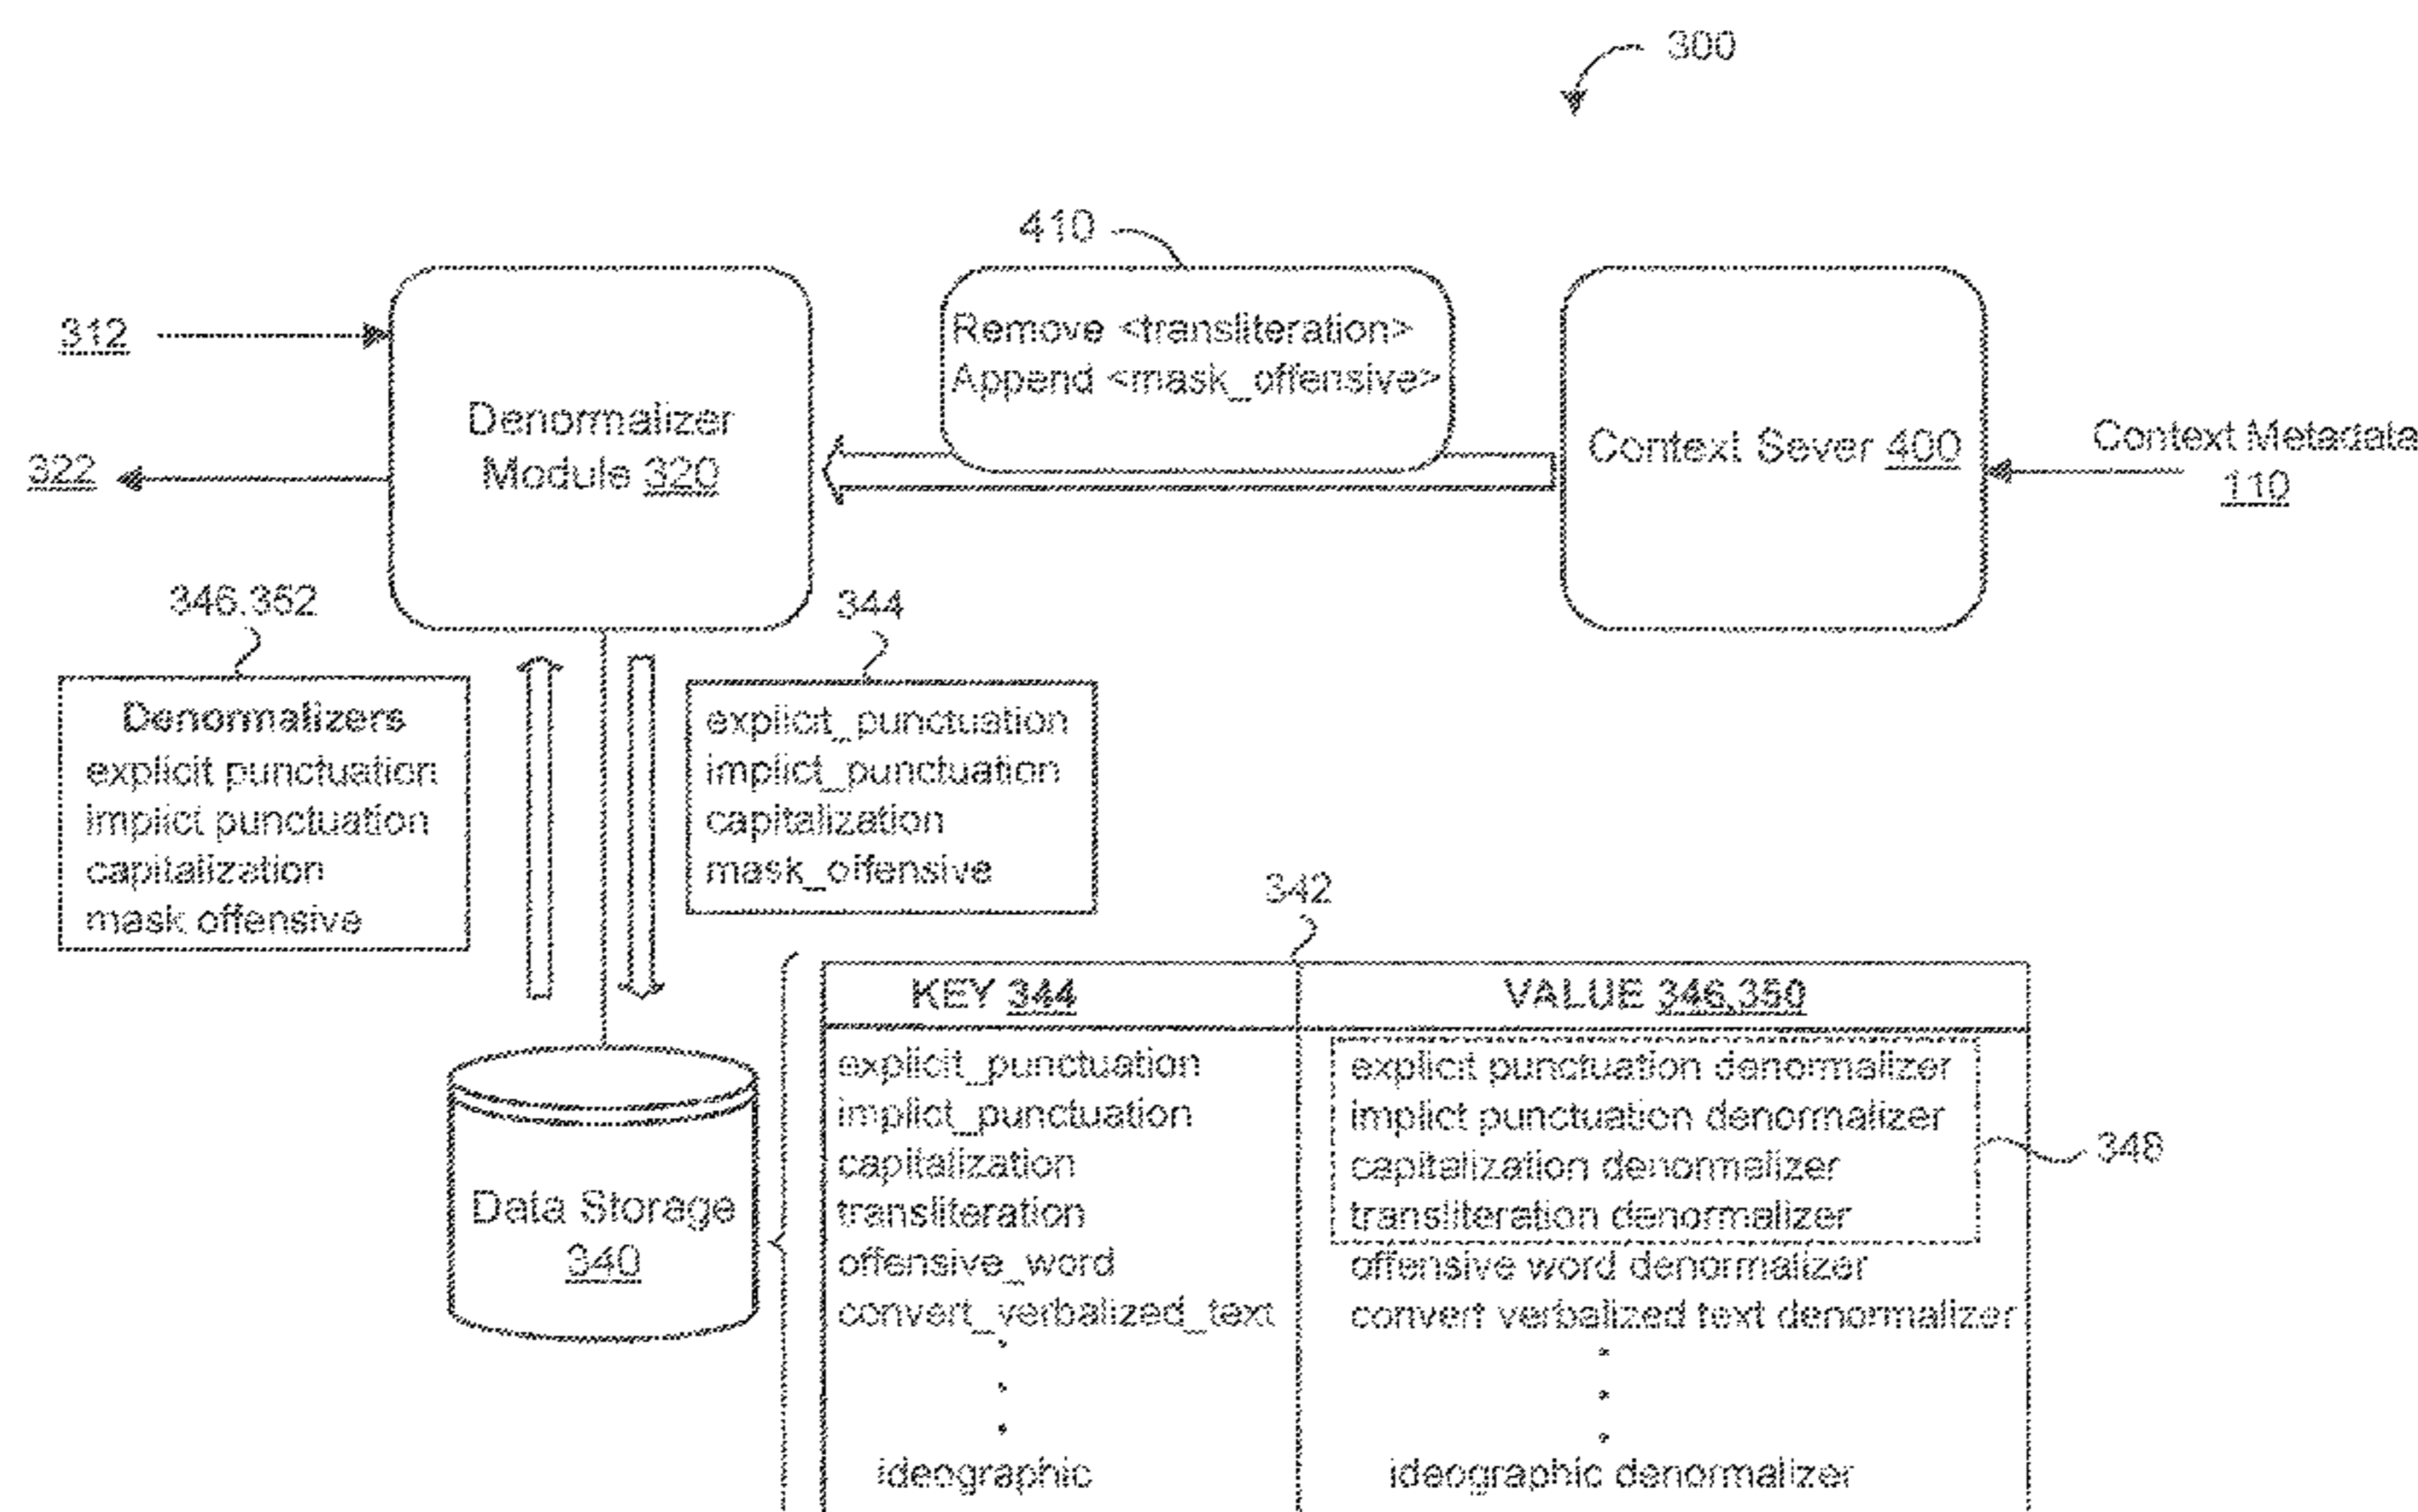 300
410
312
Remove <transliteration>
Append <mask_offensive>
Denormalizer
Module 320
322
Context Sever 400
Context Metadata
110
346,352
344
Denormalizers
explicit punctuation
implict punctuation
capitalization
mask offensive
explicit_punctuation
implict_punctuation
capitalization
mask_offensive
342
KEY 344
VALUE 346,350
explicit_punctuation
explicit punctuation denormalizer
implict_punctuation
implict punctuation denormalizer
capitalization
capitalization denormalizer
348
transliteration
transliteration denormalizer
offensive_word
offensive word denormalizer
convert_verbalized_text
convert verbalized text denormalizer
Data Storage
340
ideographic
ideographic denormalizer